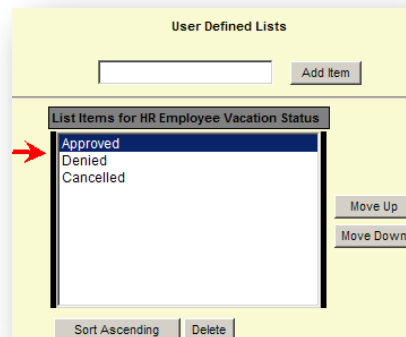 User Defined Lists
Add Item
List Items for HR Employee Vacation Status
Approved
Denied
Cancelled
Move Up
Move Down
Sort Ascending
Delete